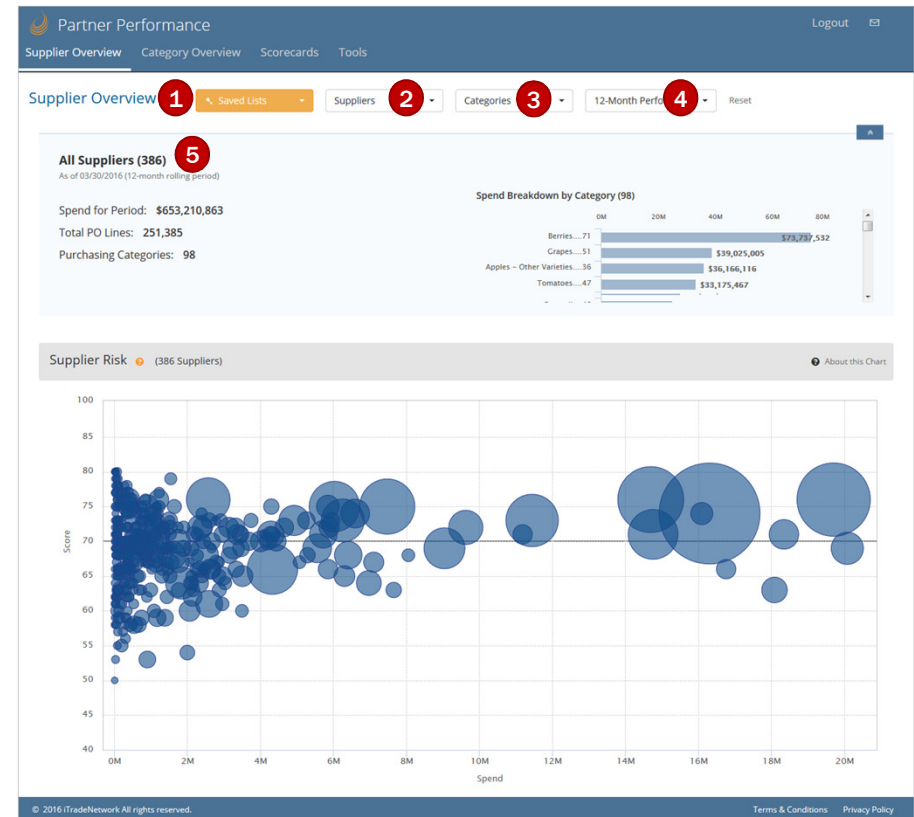 Partner Performance
Logout
Supplier Overview Category Overview Scorecards Tools
Supplier Overview 1 Saved Lists Suppliers 2 Categories 3 12-Month 4 Reset
All Suppliers (386) 5
As of 03/30/2016 (12-month rolling period)
Spend for Period: $653,210,863
Total PO Lines: 251,385
Purchasing Categories: 98
Spend Breakdown by Category (98)
0M 20M 40M 60M 80M
Berries....71 $73,737,532
Grapes....51 $39,025,005
Apples – Other Varieties....36 $36,166,116
Tomatoes....47 $33,175,467
Supplier Risk ? (386 Suppliers) ? About this Chart
100
85
80
75
70
65
60
55
50
45
40
Score
0M 2M 4M 6M 8M 10M 12M 14M 16M 18M 20M
Spend
© 2016 iTradeNetwork All rights reserved. Terms & Conditions Privacy Policy